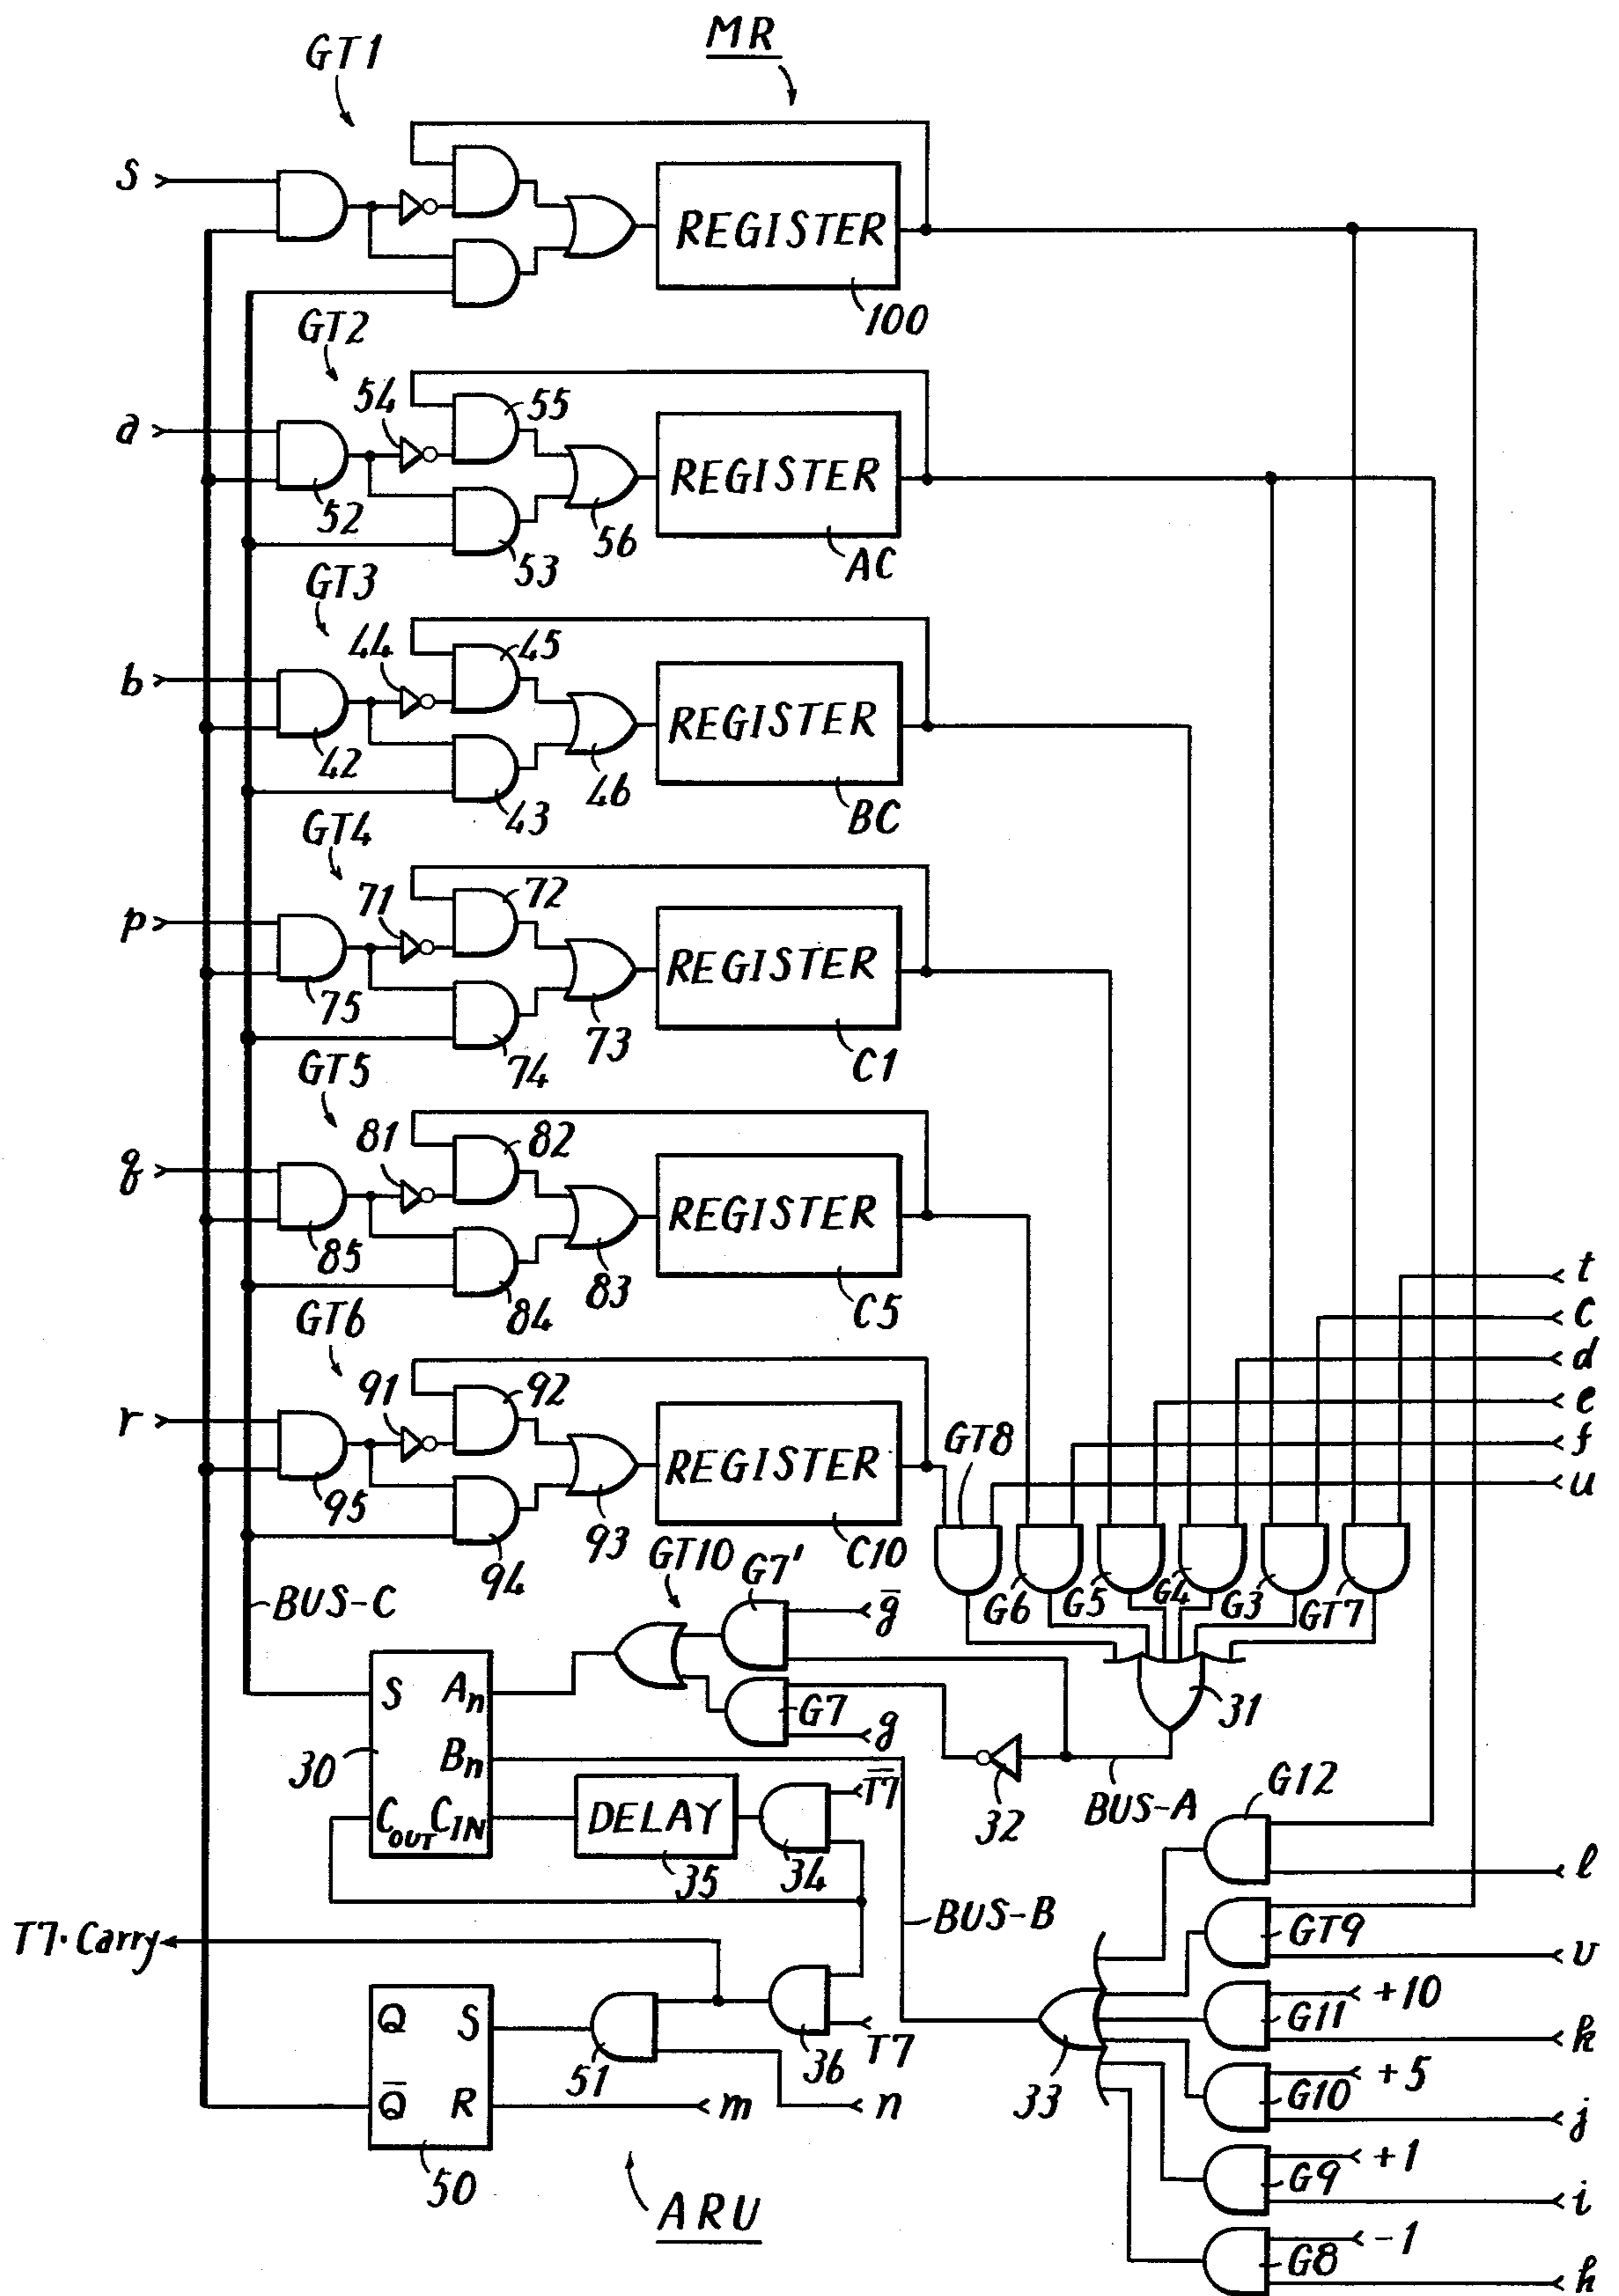 MR
GT1
S
REGISTER
100
GT2
54
55
a
REGISTER
52
56
53
AC
GT3
44
45
b
REGISTER
42
46
43
BC
GT4
71
72
p
REGISTER
75
73
74
C1
GT5
81
82
q
REGISTER
85
83
84
C5
GT6
91
92
r
REGISTER
95
93
94
C10
t
c
d
e
f
u
GT8
G6
G5
G4
G3
GT7
BUS-C
GT10
G7'
g̅
G7
g
31
32
BUS-A
S
An
Bn
COUT
CIN
30
DELAY
35
T̅7̅
34
BUS-B
T7·Carry
Q
S
Q̅
R
50
51
36
T7
m
n
ARU
33
G12
l
GT9
v
+10
G11
k
+5
G10
j
+1
G9
i
-1
G8
h